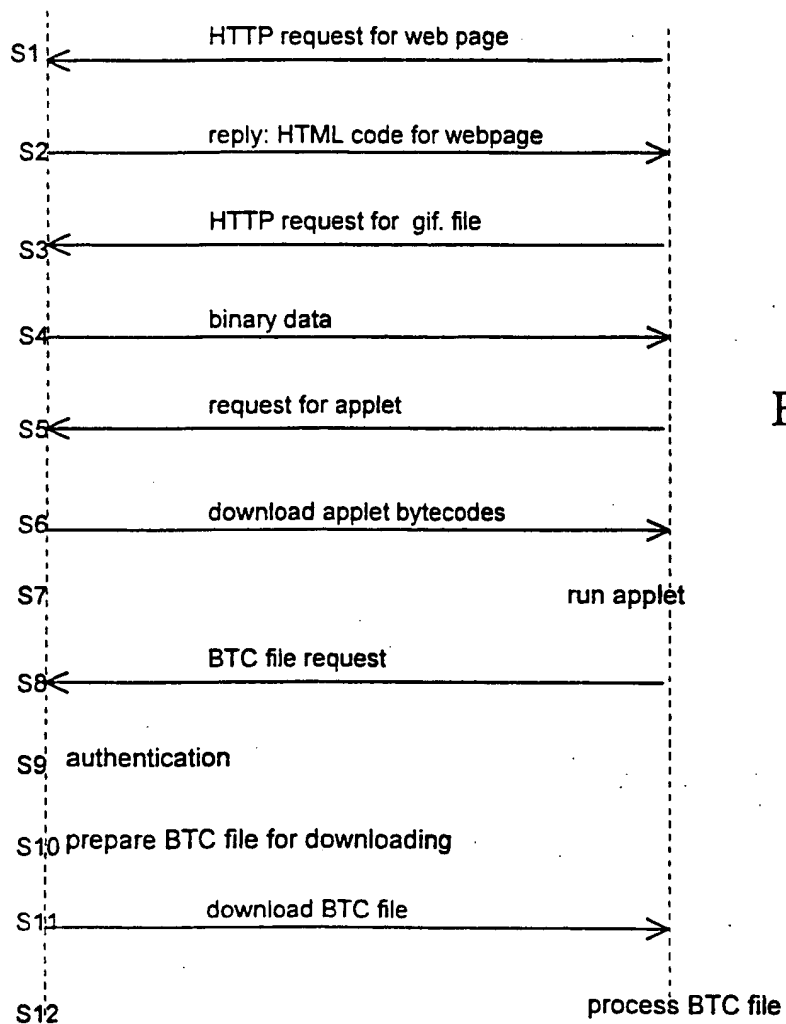 S1 HTTP request for web page
S2 reply: HTML code for webpage
S3 HTTP request for gif. file
S4 binary data
S5 request for applet
F
S6 download applet bytecodes
S7 run applet
S8 BTC file request
S9 authentication
S10 prepare BTC file for downloading
S11 download BTC file
S12 process BTC file